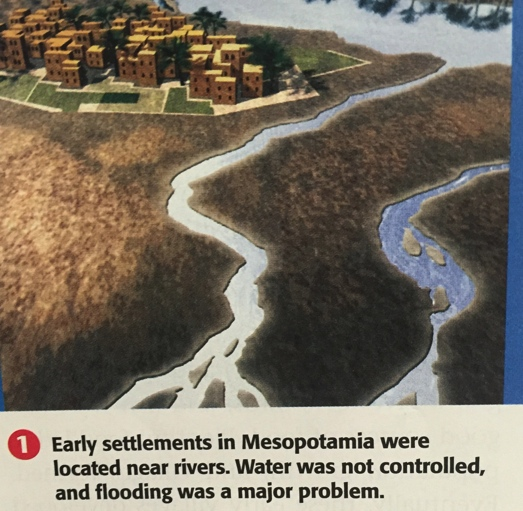 1 Early settlements in Mesopotamia were
located near rivers. Water was not controlled,
and flooding was a major problem.